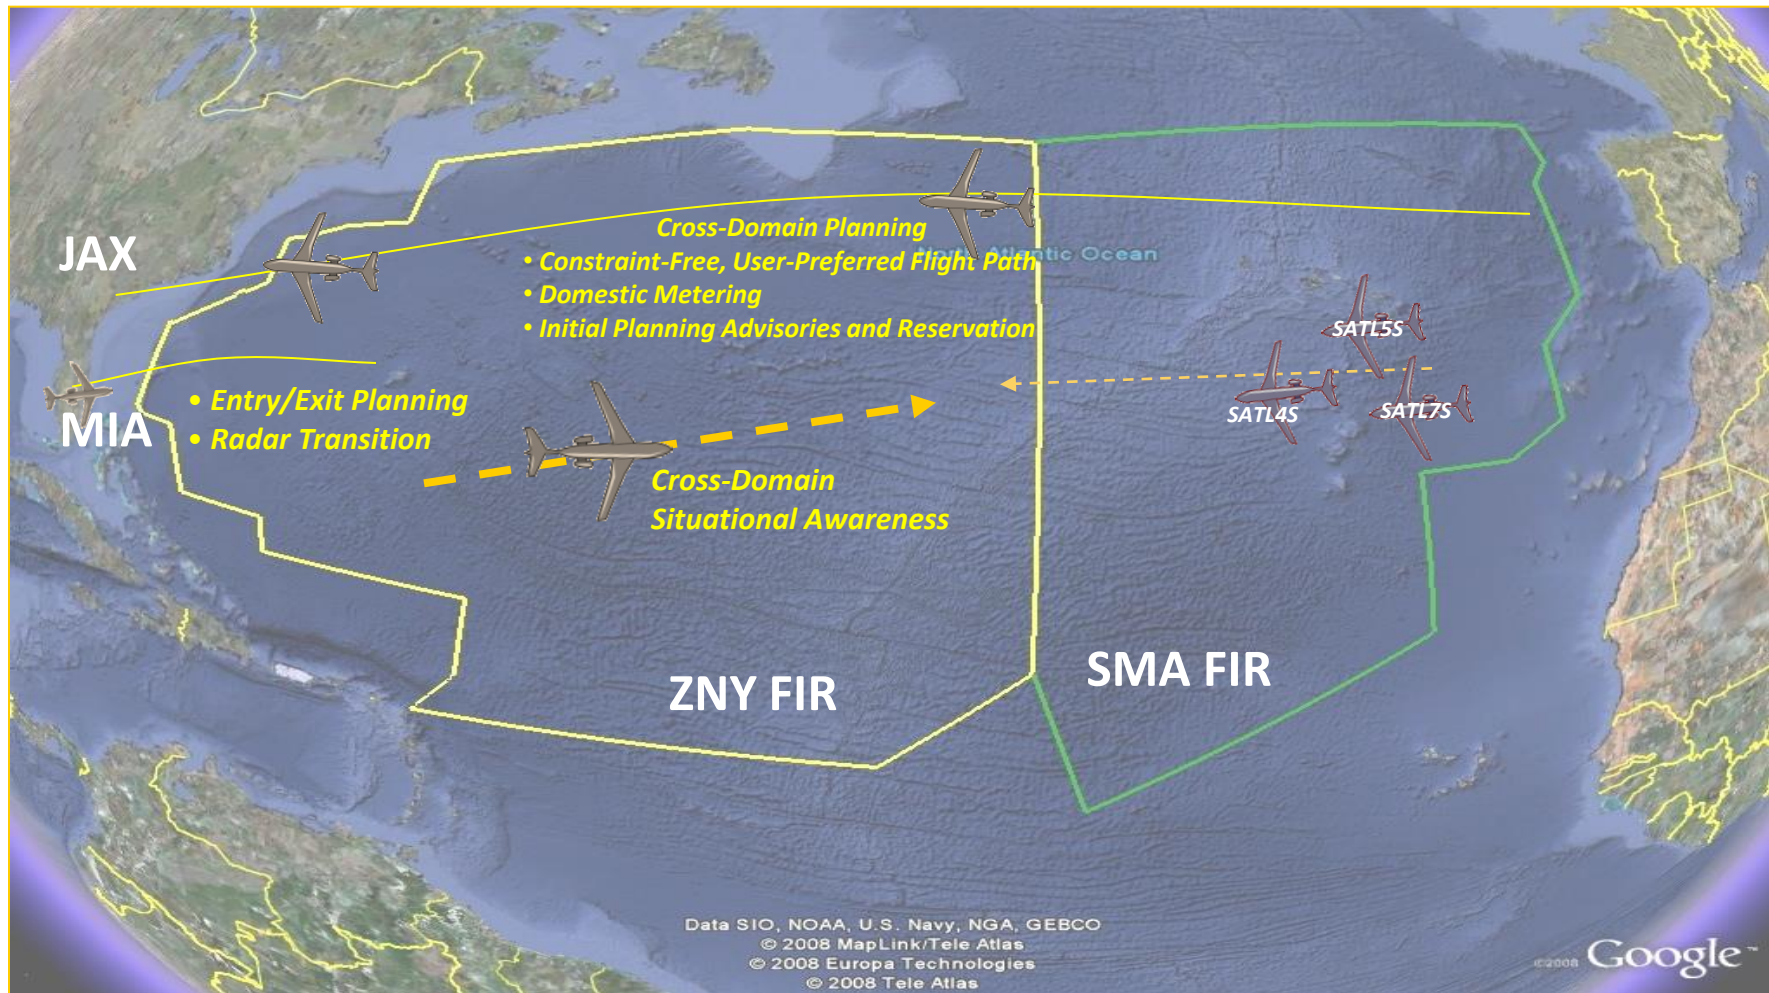 JAX
Cross-Domain Planning
North Atlantic Ocean
• Constraint-Free, User-Preferred Flight Path
• Domestic Metering
• Initial Planning Advisories and Reservation
SATL5S
MIA
• Entry/Exit Planning
• Radar Transition
SATL4S
SATL7S
Cross-Domain
Situational Awareness
ZNY FIR
SMA FIR
Data SIO, NOAA, U.S. Navy, NGA, GEBCO
© 2008 MapLink/Tele Atlas
© 2008 Europa Technologies
© 2008 Tele Atlas
©2008 Google™